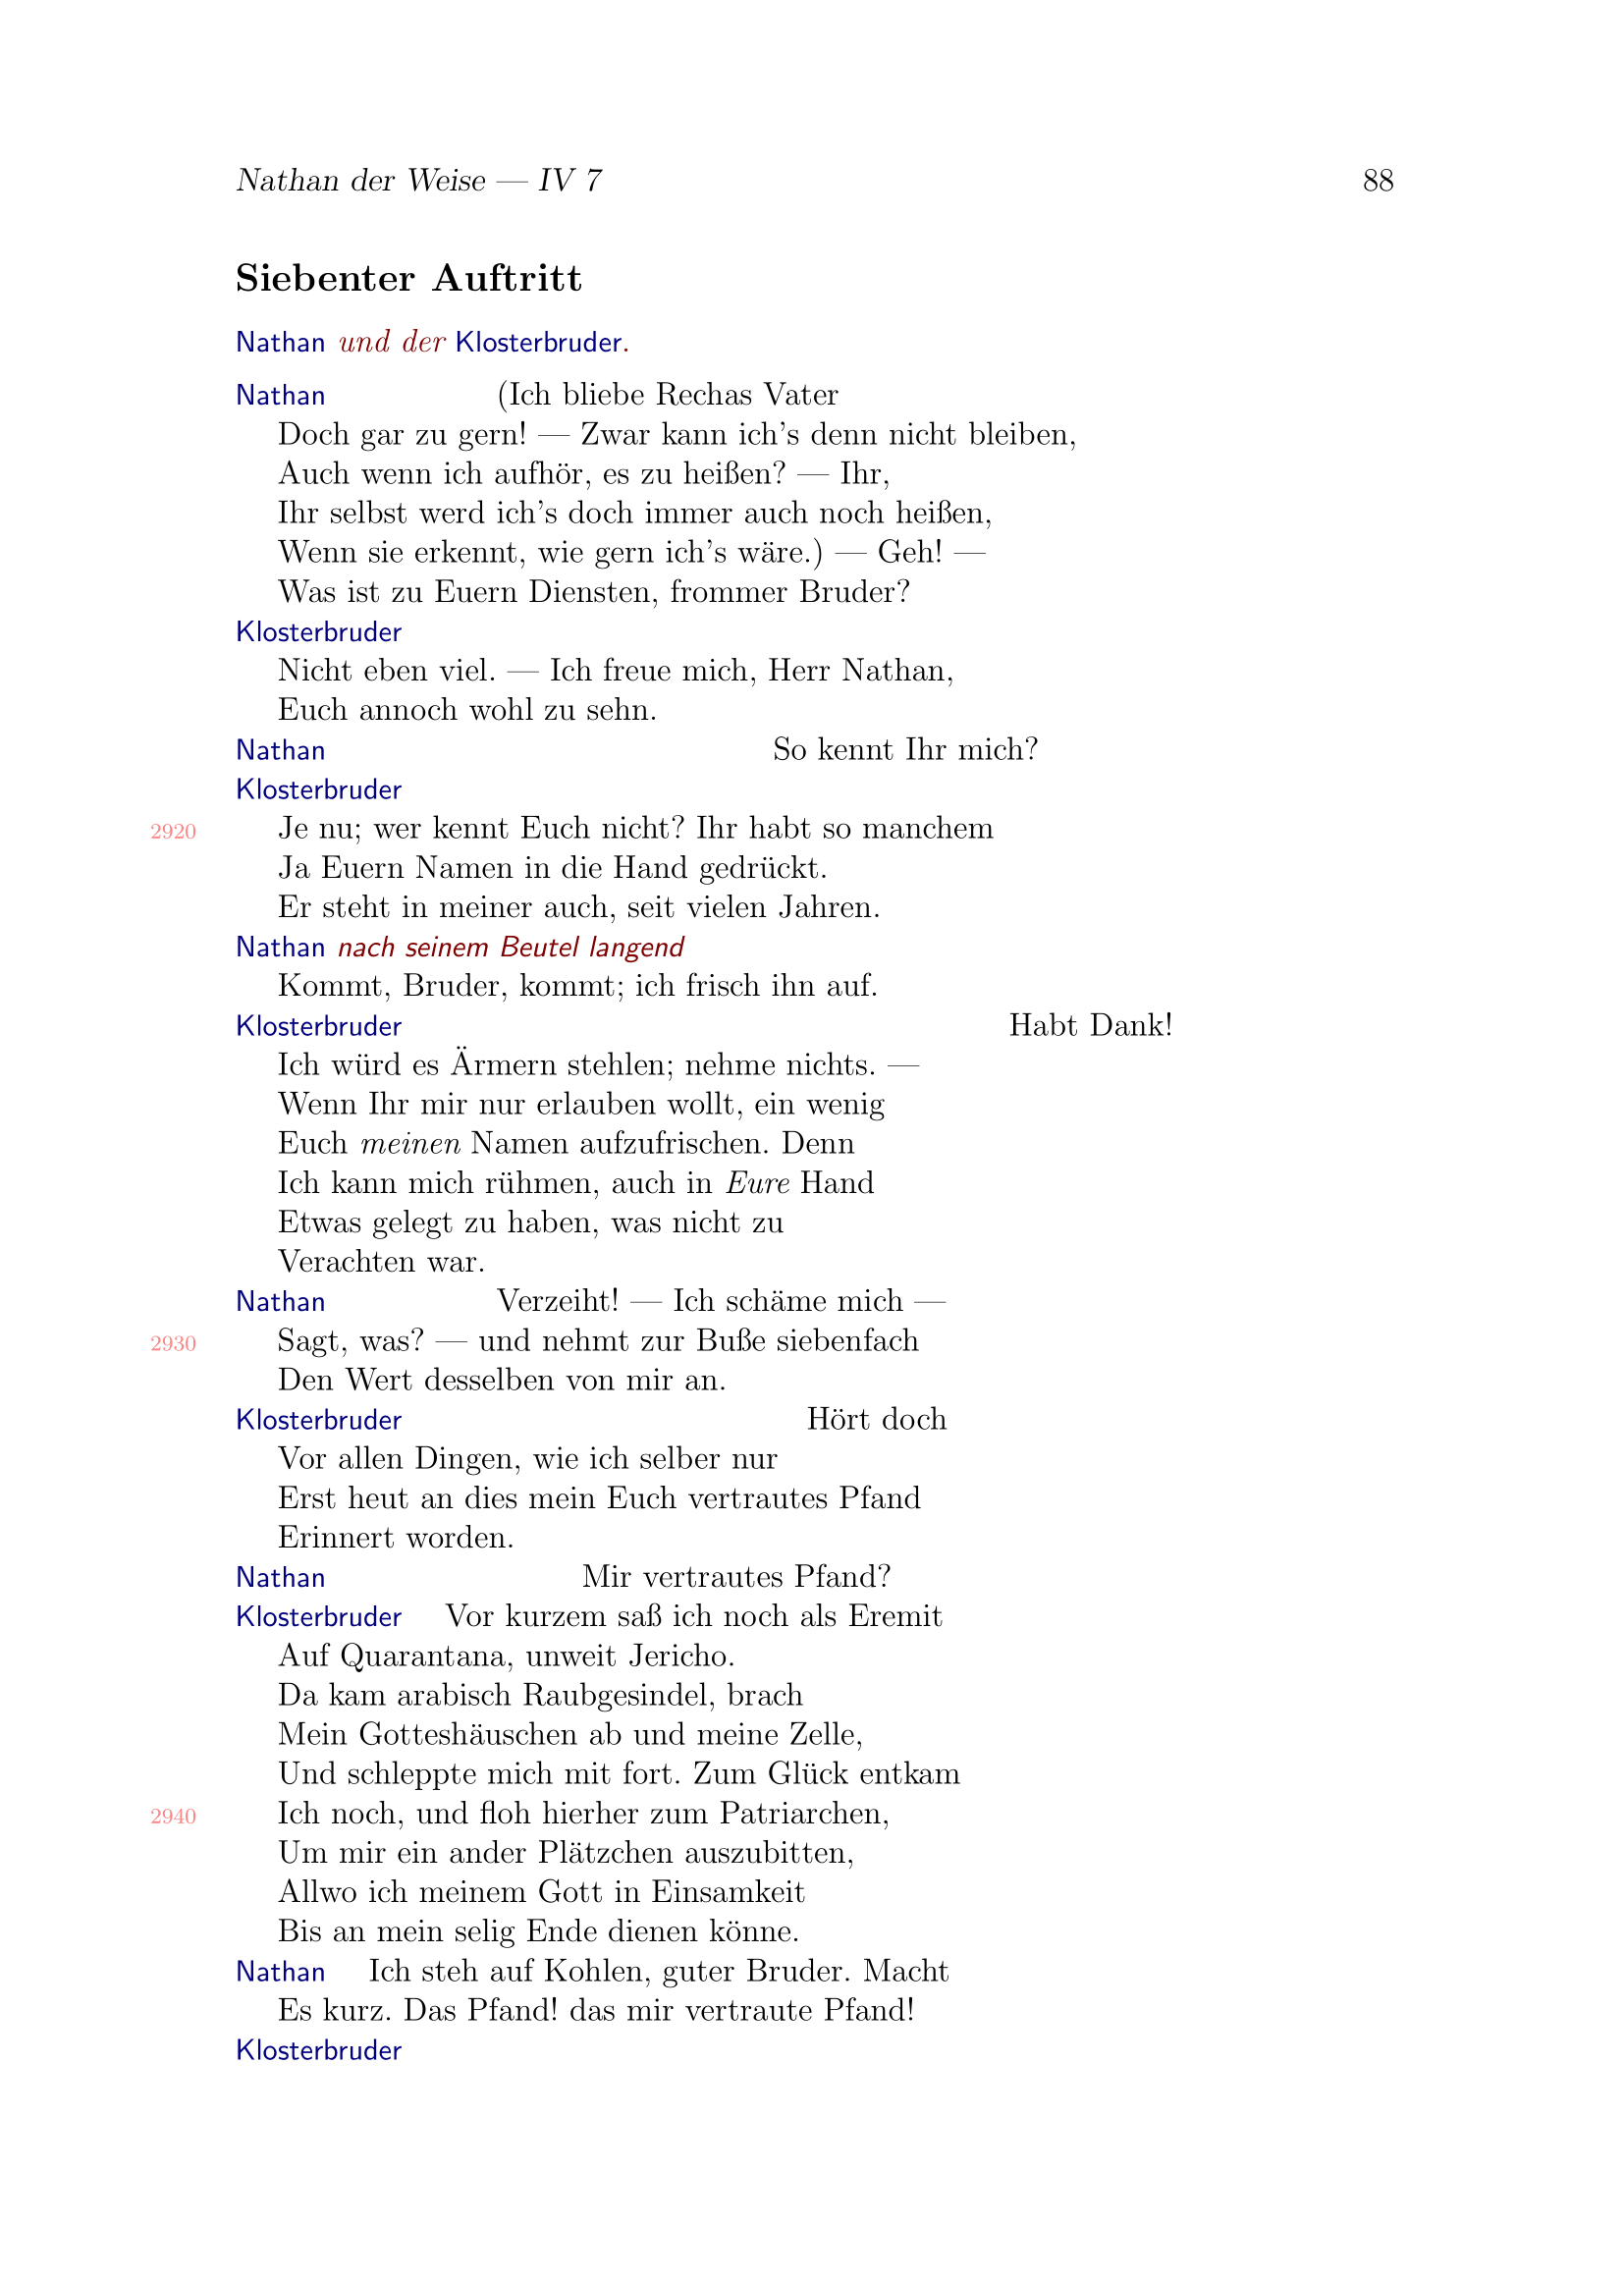 Nathan der Weise — IV 7 88
Siebenter Auftritt
Nathan und der Klosterbruder.
Nathan (Ich bliebe Rechas Vater
Doch gar zu gern! — Zwar kann ich's denn nicht bleiben,
Auch wenn ich aufhör, es zu heißen? — Ihr,
Ihr selbst werd ich's doch immer auch noch heißen,
Wenn sie erkennt, wie gern ich's wäre.) — Geh! —
Was ist zu Euern Diensten, frommer Bruder?
Klosterbruder
Nicht eben viel. — Ich freue mich, Herr Nathan,
Euch annoch wohl zu sehn.
Nathan So kennt Ihr mich?
Klosterbruder
2920 Je nu; wer kennt Euch nicht? Ihr habt so manchem
Ja Euern Namen in die Hand gedrückt.
Er steht in meiner auch, seit vielen Jahren.
Nathan nach seinem Beutel langend
Kommt, Bruder, kommt; ich frisch ihn auf.
Klosterbruder Habt Dank!
Ich würd es Ärmern stehlen; nehme nichts. —
Wenn Ihr mir nur erlauben wollt, ein wenig
Euch meinen Namen aufzufrischen. Denn
Ich kann mich rühmen, auch in Eure Hand
Etwas gelegt zu haben, was nicht zu
Verachten war.
Nathan Verzeiht! — Ich schäme mich —
2930 Sagt, was? — und nehmt zur Buße siebenfach
Den Wert desselben von mir an.
Klosterbruder Hört doch
Vor allen Dingen, wie ich selber nur
Erst heut an dies mein Euch vertrautes Pfand
Erinnert worden.
Nathan Mir vertrautes Pfand?
Klosterbruder Vor kurzem saß ich noch als Eremit
Auf Quarantana, unweit Jericho.
Da kam arabisch Raubgesindel, brach
Mein Gotteshäuschen ab und meine Zelle,
Und schleppte mich mit fort. Zum Glück entkam
2940 Ich noch, und floh hierher zum Patriarchen,
Um mir ein ander Plätzchen auszubitten,
Allwo ich meinem Gott in Einsamkeit
Bis an mein selig Ende dienen könne.
Nathan Ich steh auf Kohlen, guter Bruder. Macht
Es kurz. Das Pfand! das mir vertraute Pfand!
Klosterbruder